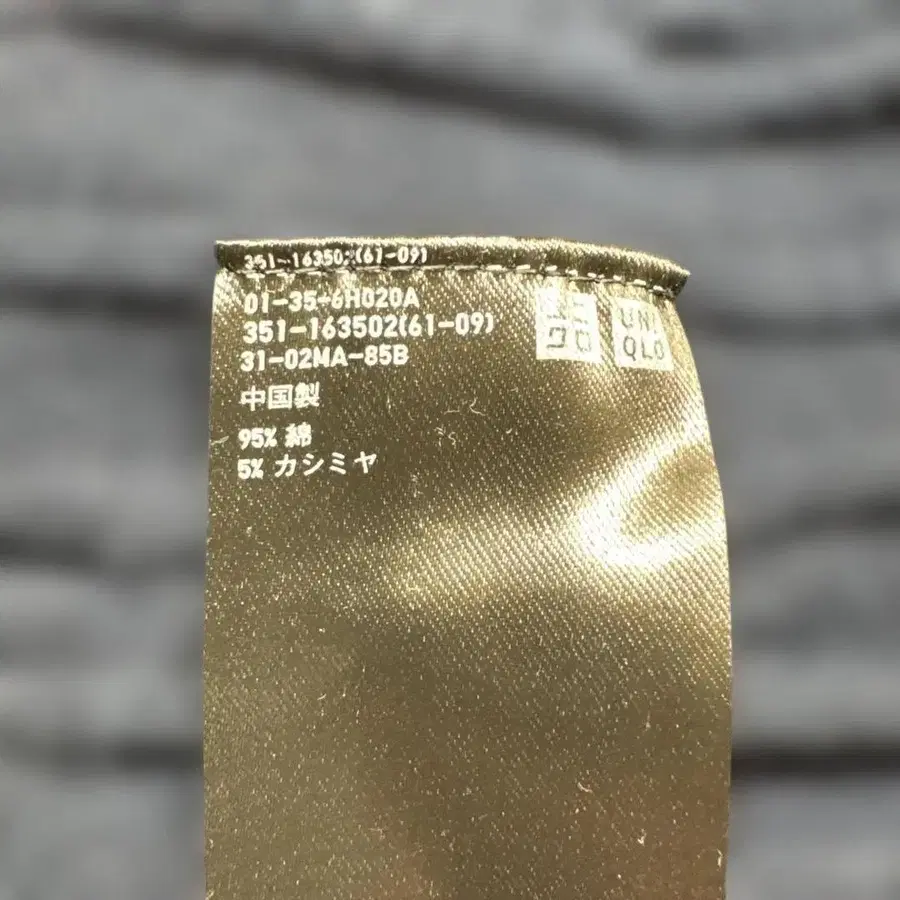 351-163502(61-09)
01-35-6H020A
351-163502(61-09)
31-02MA-85B
ユニ
クロ
UNI
QLO
中国製
95% 綿
5% カシミヤ